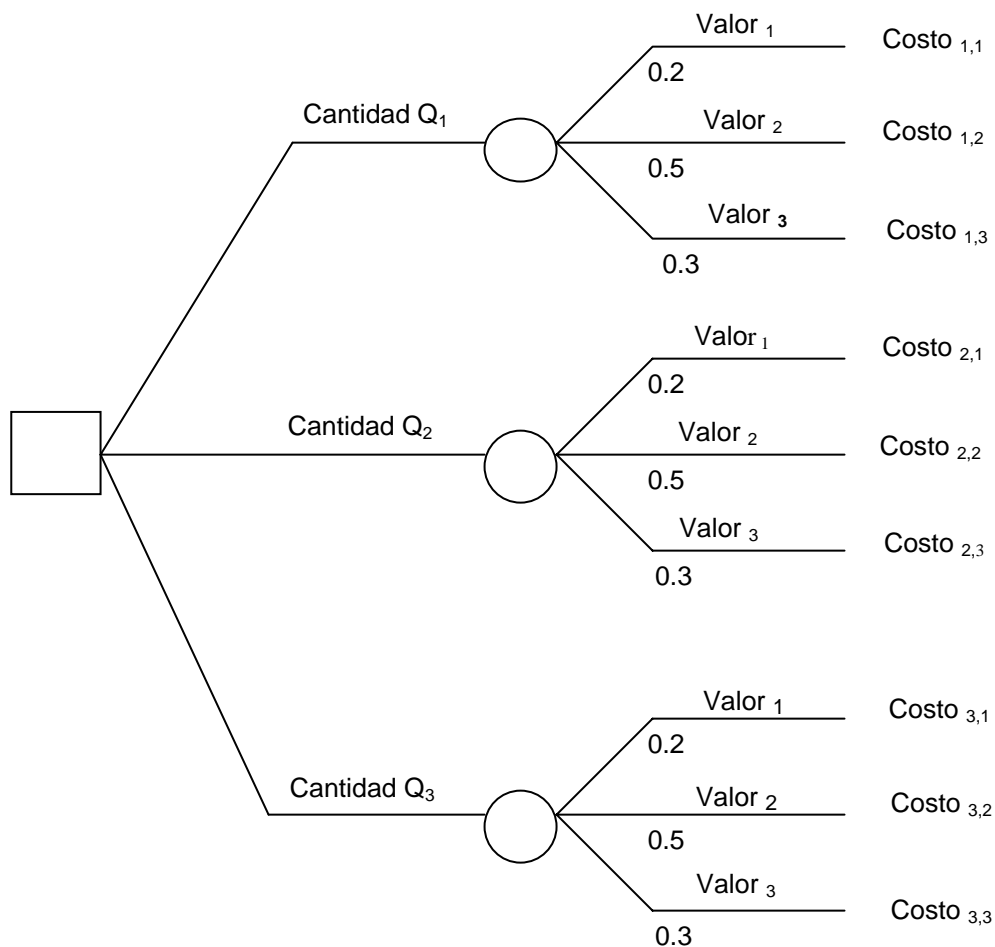 Valor 1
Costo 1,1
0.2
Cantidad Q1
Valor 2
Costo 1,2
0.5
Valor 3
Costo 1,3
0.3
Valor 1
Costo 2,1
0.2
Cantidad Q2
Valor 2
Costo 2,2
0.5
Valor 3
Costo 2,3
0.3
Valor 1
Costo 3,1
0.2
Cantidad Q3
Valor 2
Costo 3,2
0.5
Valor 3
Costo 3,3
0.3